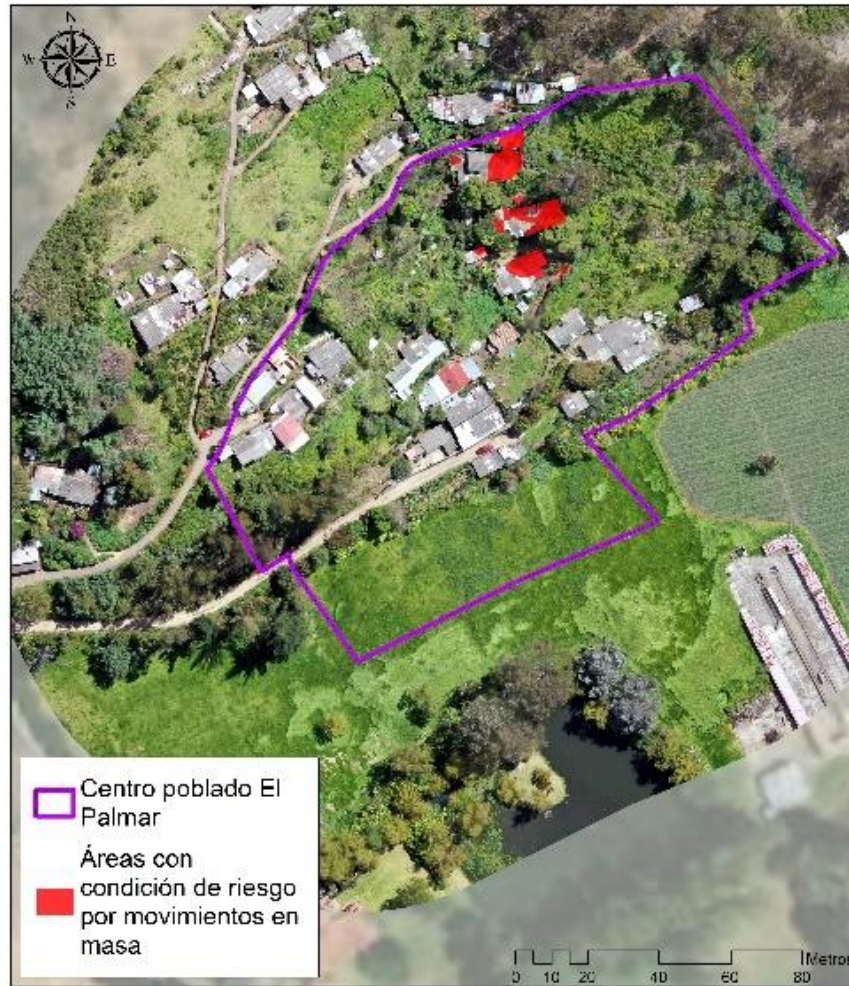 N
W E
S
Centro poblado El
Palmar
Áreas con
condición de riesgo
por movimientos en
masa
Metros
0 10 20 40 60 80